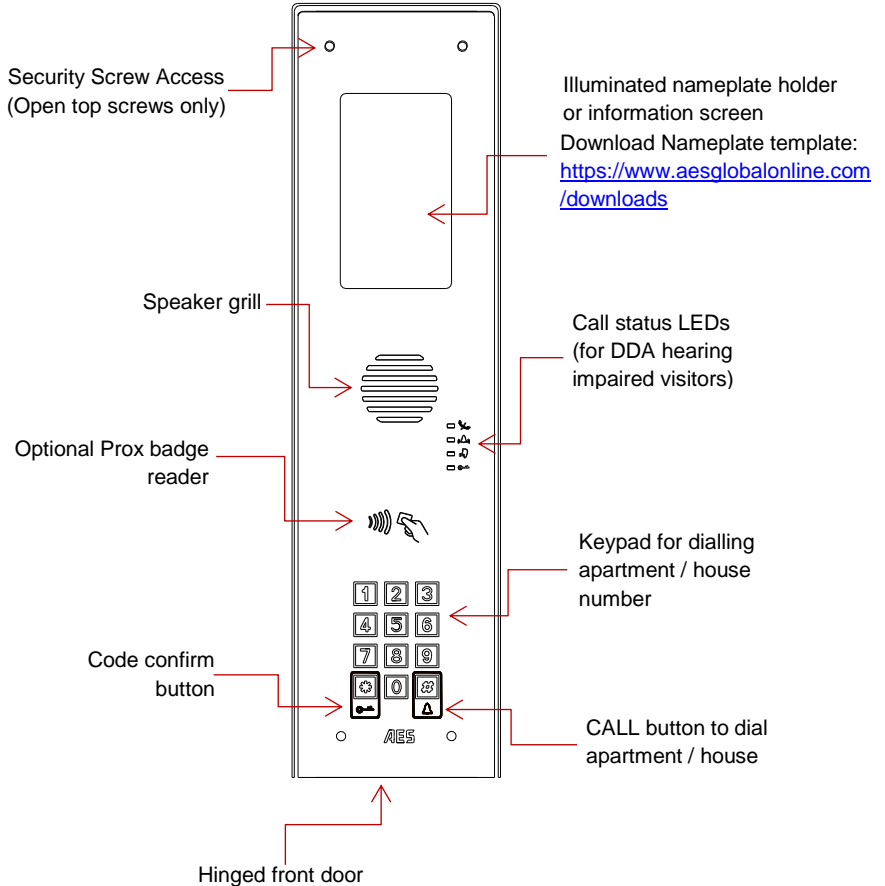 Security Screw Access
(Open top screws only)
Illuminated nameplate holder
or information screen
Download Nameplate template:
https://www.aesglobalonline.com
/downloads
Speaker grill
Call status LEDs
(for DDA hearing
impaired visitors)
Optional Prox badge
reader
Keypad for dialling
apartment / house
number
1 2 3
4 5 6
7 8 9
* 0 #
Code confirm
button
AES
CALL button to dial
apartment / house
Hinged front door